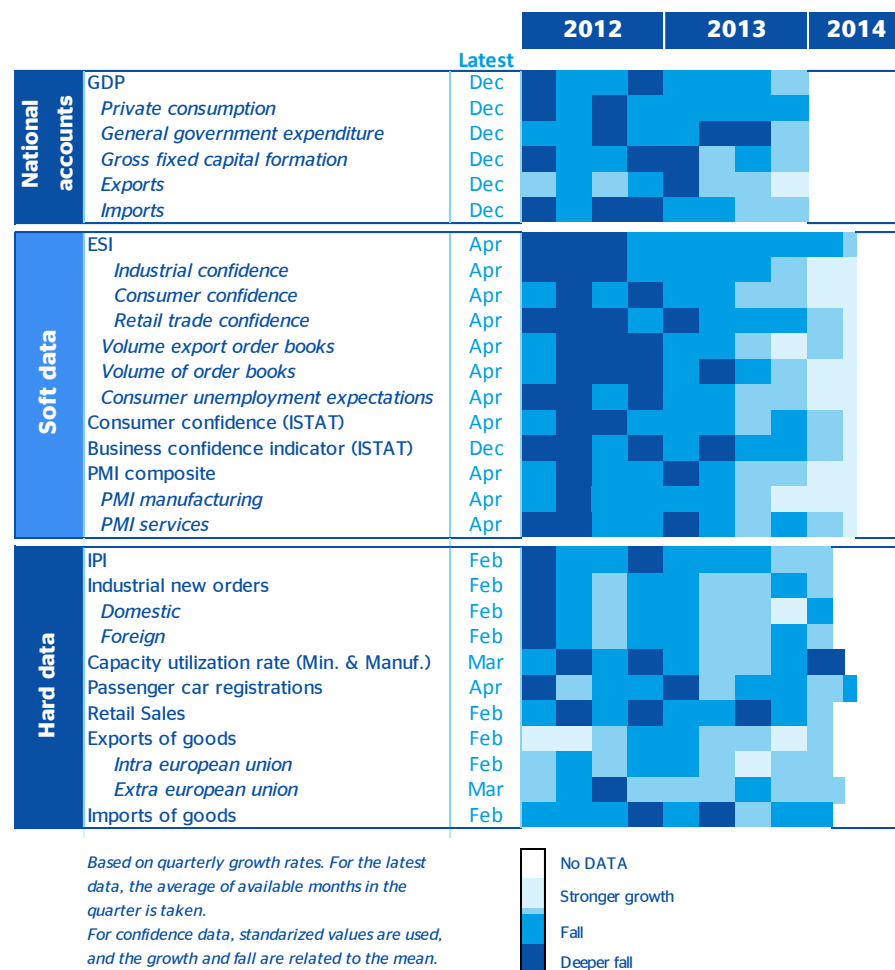 2012 2013 2014
Latest
National accounts
GDP Dec
Private consumption Dec
General government expenditure Dec
Gross fixed capital formation Dec
Exports Dec
Imports Dec
Soft data
ESI Apr
Industrial confidence Apr
Consumer confidence Apr
Retail trade confidence Apr
Volume export order books Apr
Volume of order books Apr
Consumer unemployment expectations Apr
Consumer confidence (ISTAT) Apr
Business confidence indicator (ISTAT) Dec
PMI composite Apr
PMI manufacturing Apr
PMI services Apr
Hard data
IPI Feb
Industrial new orders Feb
Domestic Feb
Foreign Feb
Capacity utilization rate (Min. & Manuf.) Mar
Passenger car registrations Apr
Retail Sales Feb
Exports of goods Feb
Intra european union Feb
Extra european union Mar
Imports of goods Feb
Based on quarterly growth rates. For the latest
data, the average of available months in the
quarter is taken.
For confidence data, standarized values are used,
and the growth and fall are related to the mean.
No DATA
Stronger growth
Fall
Deeper fall